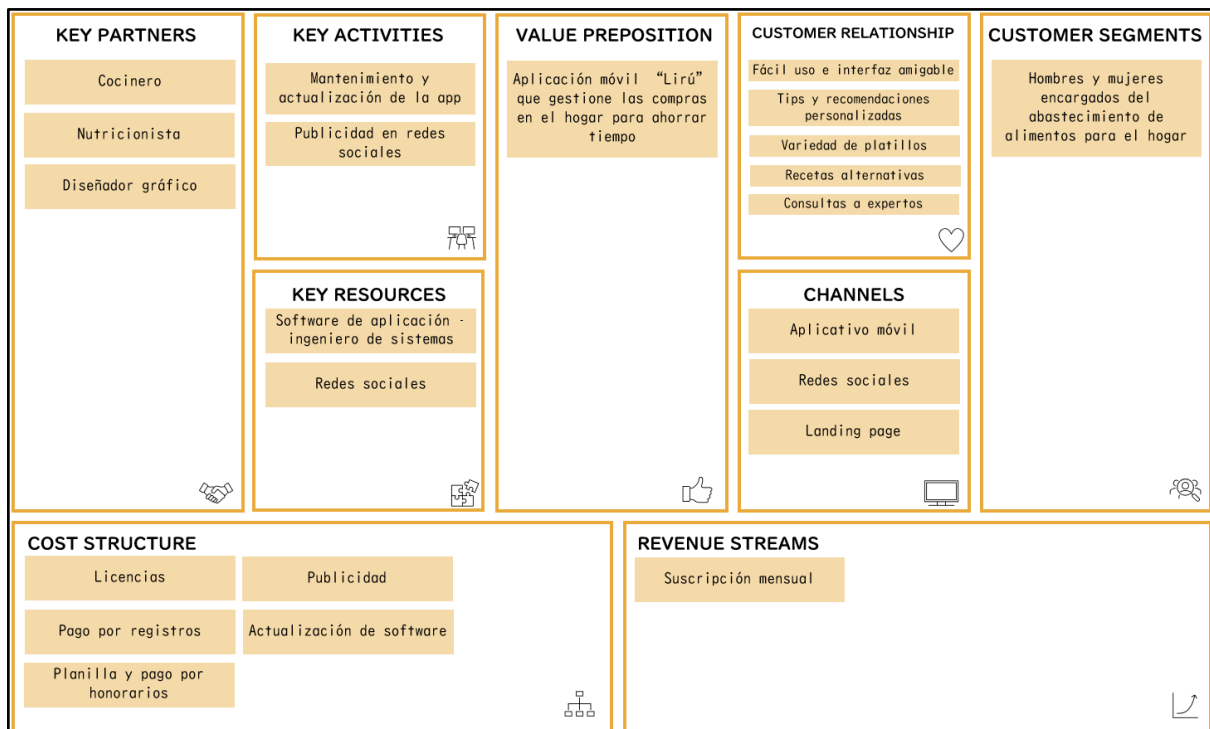 KEY PARTNERS
Cocinero
Nutricionista
Diseñador gráfico
KEY ACTIVITIES
Mantenimiento y
actualización de la app
Publicidad en redes
sociales
KEY RESOURCES
Software de aplicación -
ingeniero de sistemas
Redes sociales
VALUE PREPOSITION
Aplicación móvil “Lirú”
que gestione las compras
en el hogar para ahorrar
tiempo
CUSTOMER RELATIONSHIP
Fácil uso e interfaz amigable
Tips y recomendaciones
personalizadas
Variedad de platillos
Recetas alternativas
Consultas a expertos
CHANNELS
Aplicativo móvil
Redes sociales
Landing page
CUSTOMER SEGMENTS
Hombres y mujeres
encargados del
abastecimiento de
alimentos para el hogar
COST STRUCTURE
Licencias
Publicidad
Pago por registros
Actualización de software
Planilla y pago por
honorarios
REVENUE STREAMS
Suscripción mensual